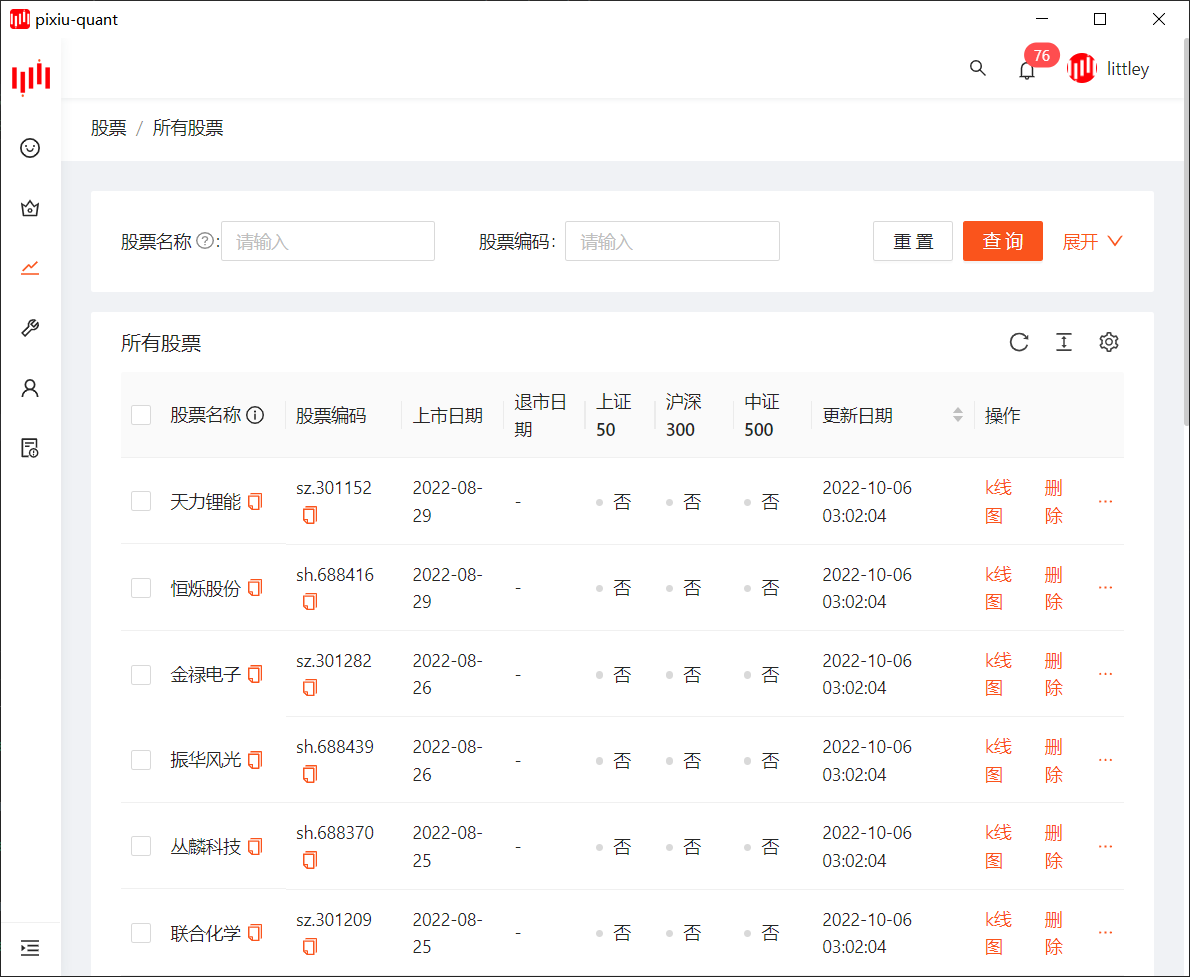 pixiu-quant
76
littley
股票 / 所有股票
股票名称 : 请输入 股票编码: 请输入 重 置 查 询 展开
所有股票
股票名称 股票编码 上市日期 退市日期 上证50 沪深300 中证500 更新日期 操作
天力锂能 sz.301152 2022-08-29 - 否 否 否 2022-10-06 03:02:04 k线图 删除 ...
恒烁股份 sh.688416 2022-08-29 - 否 否 否 2022-10-06 03:02:04 k线图 删除 ...
金禄电子 sz.301282 2022-08-26 - 否 否 否 2022-10-06 03:02:04 k线图 删除 ...
振华风光 sh.688439 2022-08-26 - 否 否 否 2022-10-06 03:02:04 k线图 删除 ...
丛麟科技 sh.688370 2022-08-25 - 否 否 否 2022-10-06 03:02:04 k线图 删除 ...
联合化学 sz.301209 2022-08-25 - 否 否 否 2022-10-06 03:02:04 k线图 删除 ...